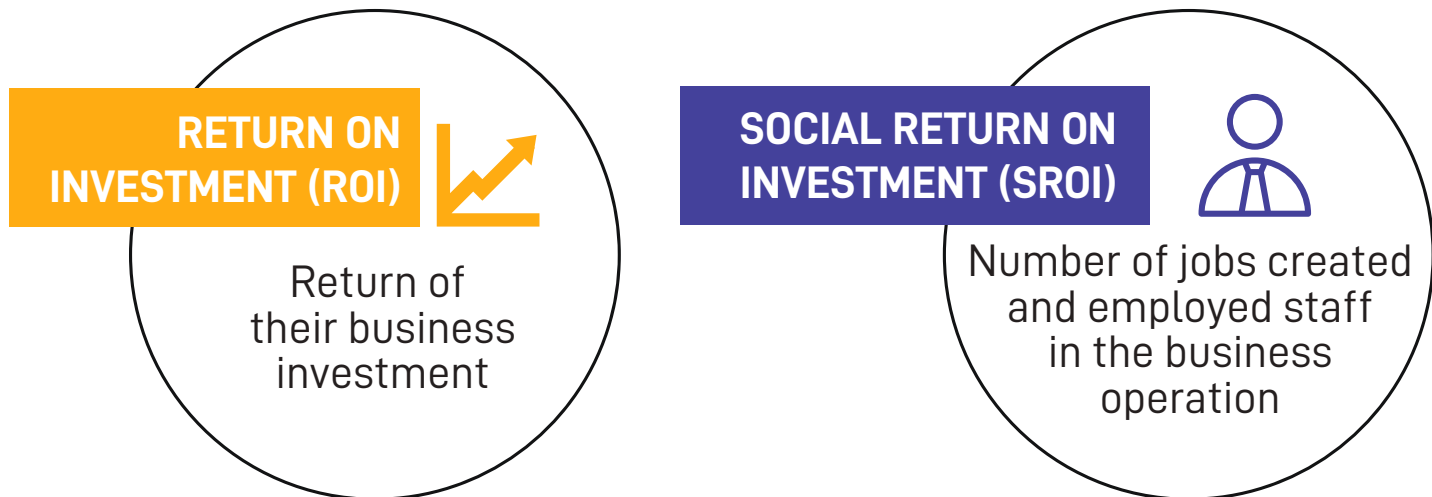 RETURN ON
INVESTMENT (ROI)
Return of
their business
investment
SOCIAL RETURN ON
INVESTMENT (SROI)
Number of jobs created
and employed staff
in the business
operation